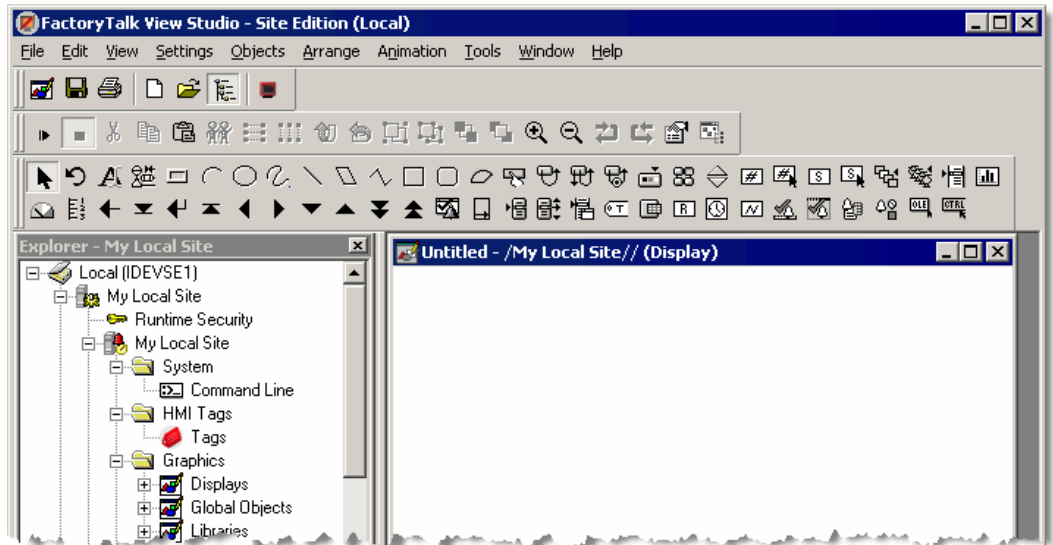 FactoryTalk View Studio - Site Edition (Local)
File Edit View Settings Objects Arrange Animation Tools Window Help
Explorer - My Local Site
Untitled - /My Local Site// (Display)
Local (IDEVSE1)
My Local Site
Runtime Security
My Local Site
System
Command Line
HMI Tags
Tags
Graphics
Displays
Global Objects
Libraries